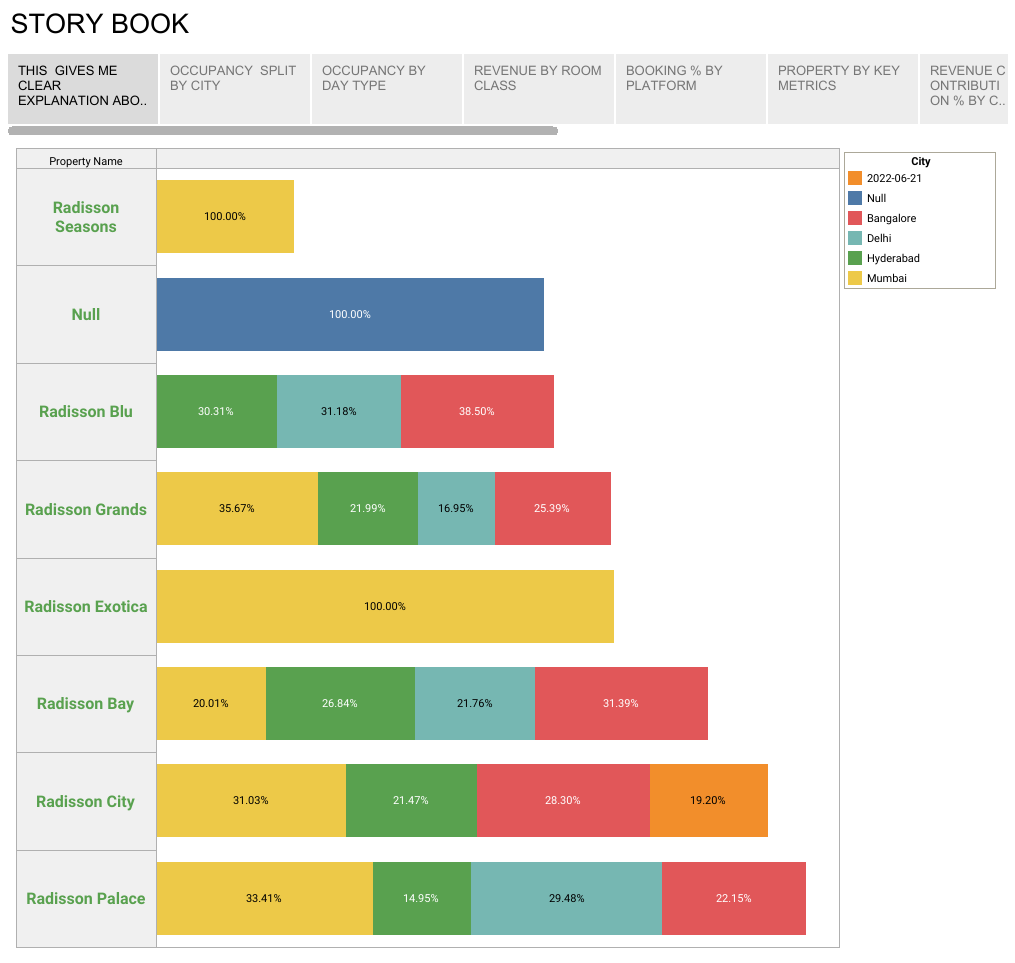 STORY BOOK
THIS  GIVES ME
CLEAR
EXPLANATION ABO..
OCCUPANCY  SPLIT
BY CITY
OCCUPANCY BY
DAY TYPE
REVENUE BY ROOM
CLASS
BOOKING % BY
PLATFORM
PROPERTY BY KEY
METRICS
REVENUE C
ONTRIBUTI
ON % BY C..
Property Name
Radisson
Seasons
100.00%
Null
100.00%
Radisson Blu
30.31%
31.18%
38.50%
Radisson Grands
35.67%
21.99%
16.95%
25.39%
Radisson Exotica
100.00%
Radisson Bay
20.01%
26.84%
21.76%
31.39%
Radisson City
31.03%
21.47%
28.30%
19.20%
Radisson Palace
33.41%
14.95%
29.48%
22.15%
City
2022-06-21
Null
Bangalore
Delhi
Hyderabad
Mumbai